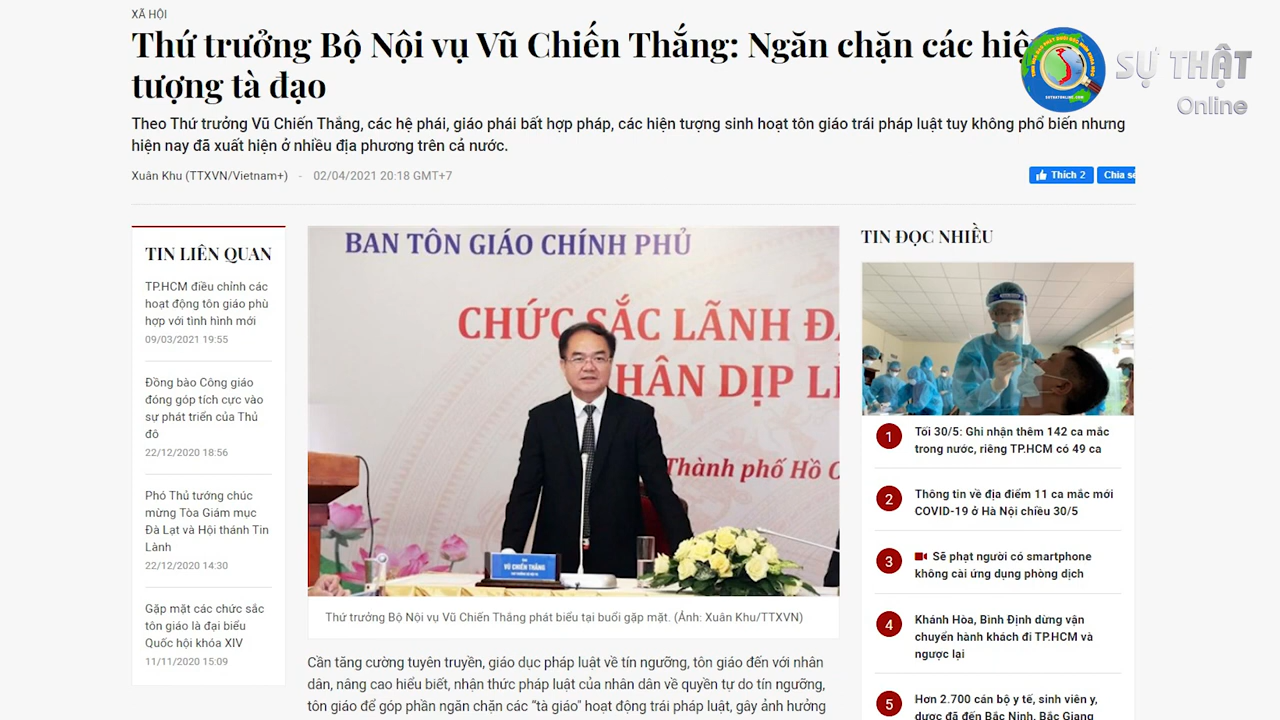 XÃ HỘI
Thứ trưởng Bộ Nội vụ Vũ Chiến Thắng: Ngăn chặn các hiện
tượng tà đạo
SỰ THẬT
Online
SUTHATONLINE.COM
Theo Thứ trưởng Vũ Chiến Thắng, các hệ phái, giáo phái bất hợp pháp, các hiện tượng sinh hoạt tôn giáo trái pháp luật tuy không phổ biến nhưng
hiện nay đã xuất hiện ở nhiều địa phương trên cả nước.
Xuân Khu (TTXVN/Vietnam+) - 02/04/2021 20:18 GMT+7
Thích 2
Chia sẻ
TIN LIÊN QUAN
TP.HCM điều chỉnh các
hoạt động tôn giáo phù
hợp với tình hình mới
09/03/2021 19:55
Đồng bào Công giáo
đóng góp tích cực vào
sự phát triển của Thủ
đô
22/12/2020 18:56
Phó Thủ tướng chúc
mừng Tòa Giám mục
Đà Lạt và Hội thánh Tin
Lành
22/12/2020 14:30
Gặp mặt các chức sắc
tôn giáo là đại biểu
Quốc hội khóa XIV
11/11/2020 15:09
BAN TÔN GIÁO CHÍNH PHỦ
CHỨC SẮC LÃNH ĐẠ
NHÂN DỊP LỄ
Thành phố Hồ C
VŨ CHIẾN THẮNG
Thứ trưởng Bộ Nội vụ Vũ Chiến Thắng phát biểu tại buổi gặp mặt. (Ảnh: Xuân Khu/TTXVN)
Cần tăng cường tuyên truyền, giáo dục pháp luật về tín ngưỡng, tôn giáo đến với nhân
dân, nâng cao hiểu biết, nhận thức pháp luật của nhân dân về quyền tự do tín ngưỡng,
tôn giáo để góp phần ngăn chặn các "tà giáo" hoạt động trái pháp luật, gây ảnh hưởng
TIN ĐỌC NHIỀU
1 Tối 30/5: Ghi nhận thêm 142 ca mắc
trong nước, riêng TP.HCM có 49 ca
2 Thông tin về địa điểm 11 ca mắc mới
COVID-19 ở Hà Nội chiều 30/5
3 Sẽ phạt người có smartphone
không cài ứng dụng phòng dịch
4 Khánh Hòa, Bình Định dừng vận
chuyển hành khách đi TP.HCM và
ngược lại
5 Hơn 2.700 cán bộ y tế, sinh viên y,
dược đã đến Bắc Ninh, Bắc Giang